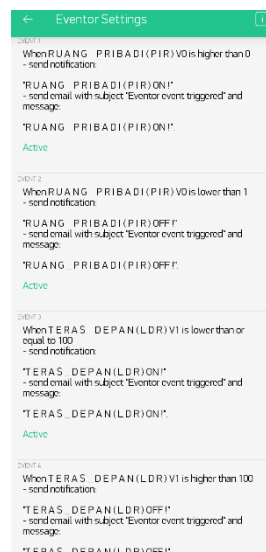 Eventor Settings
EVENT 1
When RUANG_PRIBADI(PIR) V0 is higher than 0
- send notification:
"RUANG_PRIBADI(PIR)ON!"
- send email with subject "Eventor event triggered" and
message:
"RUANG_PRIBADI(PIR)ON!".
Active
EVENT 2
When RUANG_PRIBADI(PIR) V0 is lower than 1
- send notification:
"RUANG_PRIBADI(PIR)OFF!"
- send email with subject "Eventor event triggered" and
message:
"RUANG_PRIBADI(PIR)OFF!".
Active
EVENT 3
When TERAS_DEPAN(LDR) V1 is lower than or
equal to 100
- send notification:
"TERAS_DEPAN(LDR)ON!"
- send email with subject "Eventor event triggered" and
message:
"TERAS_DEPAN(LDR)ON!".
Active
EVENT 4
When TERAS_DEPAN(LDR) V1 is higher than 100
- send notification:
"TERAS_DEPAN(LDR)OFF!"
- send email with subject "Eventor event triggered" and
message:
"TERAS_DEPAN(LDR)OFF!"